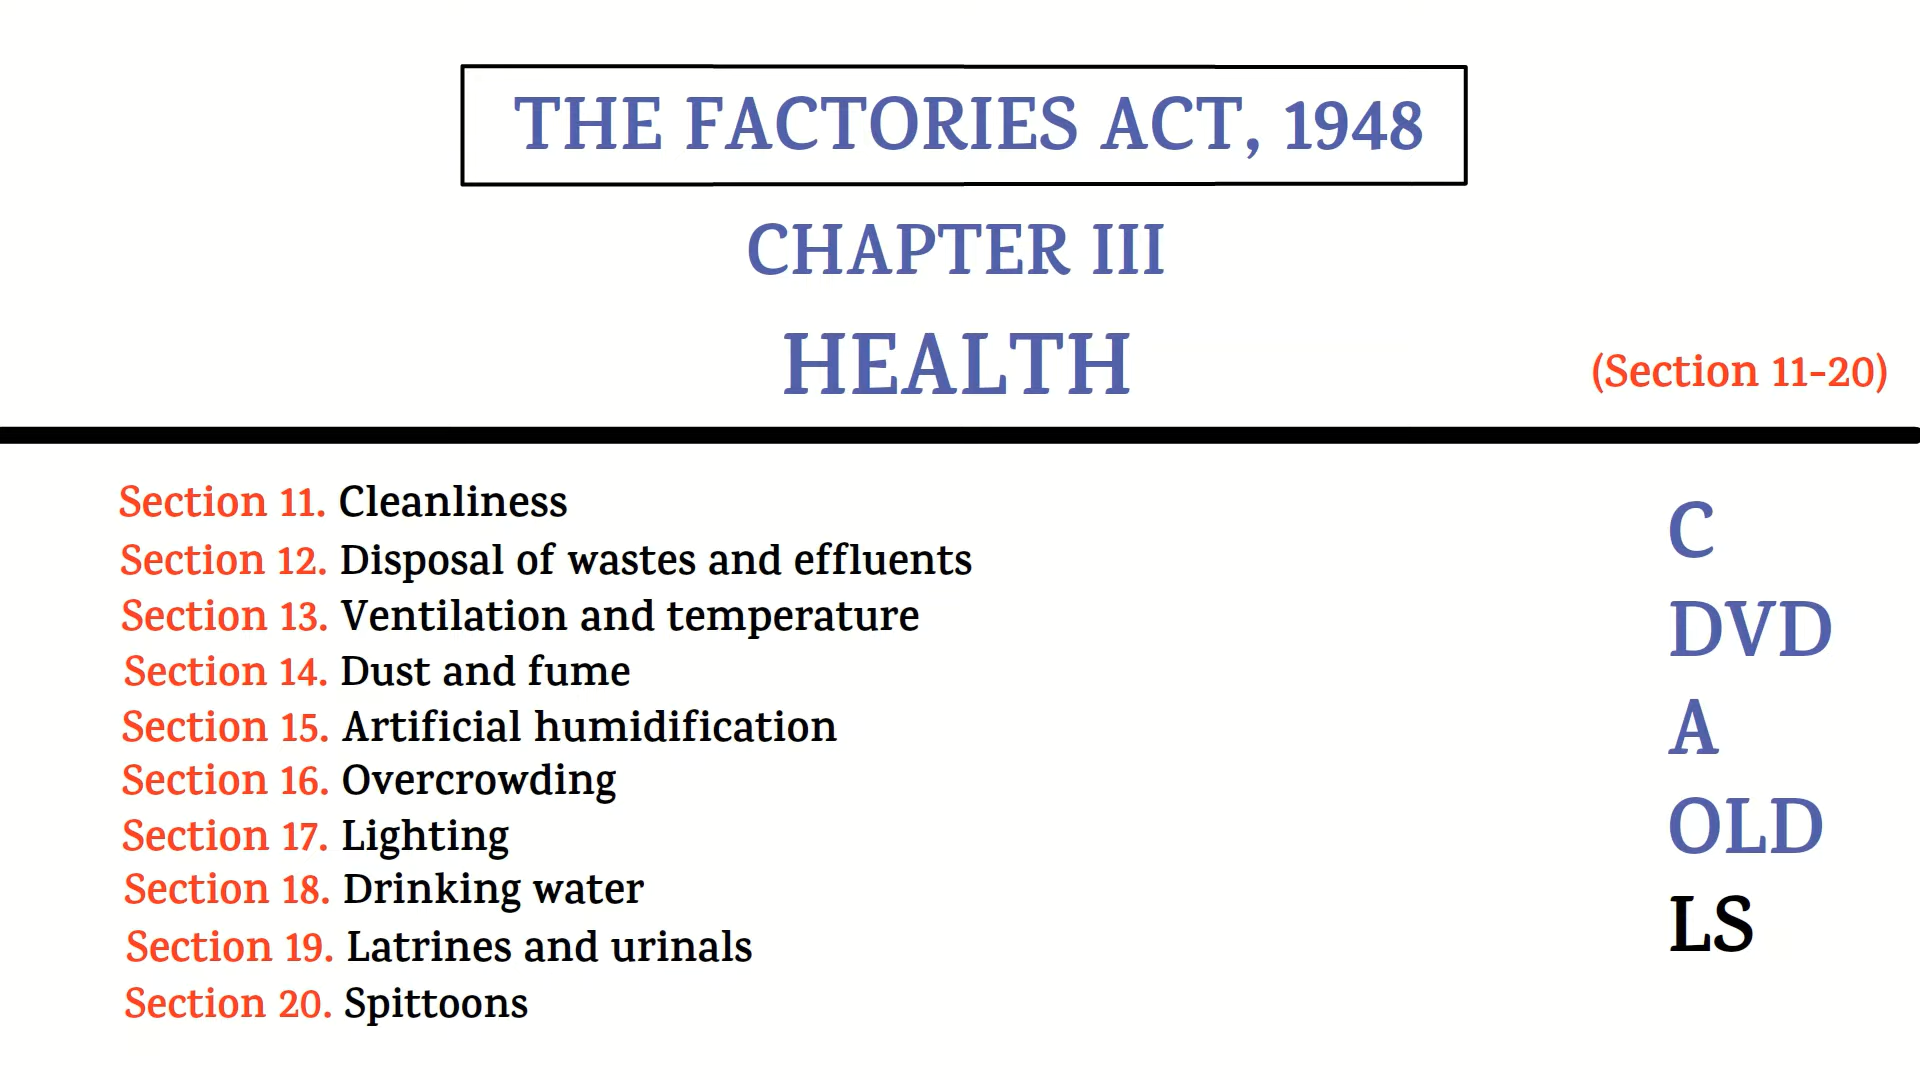 THE FACTORIES ACT, 1948
CHAPTER III
HEALTH
(Section 11-20)
Section 11. Cleanliness
Section 12. Disposal of wastes and effluents
Section 13. Ventilation and temperature
Section 14. Dust and fume
Section 15. Artificial humidification
Section 16. Overcrowding
Section 17. Lighting
Section 18. Drinking water
Section 19. Latrines and urinals
Section 20. Spittoons
C
DVD
A
OLD
LS